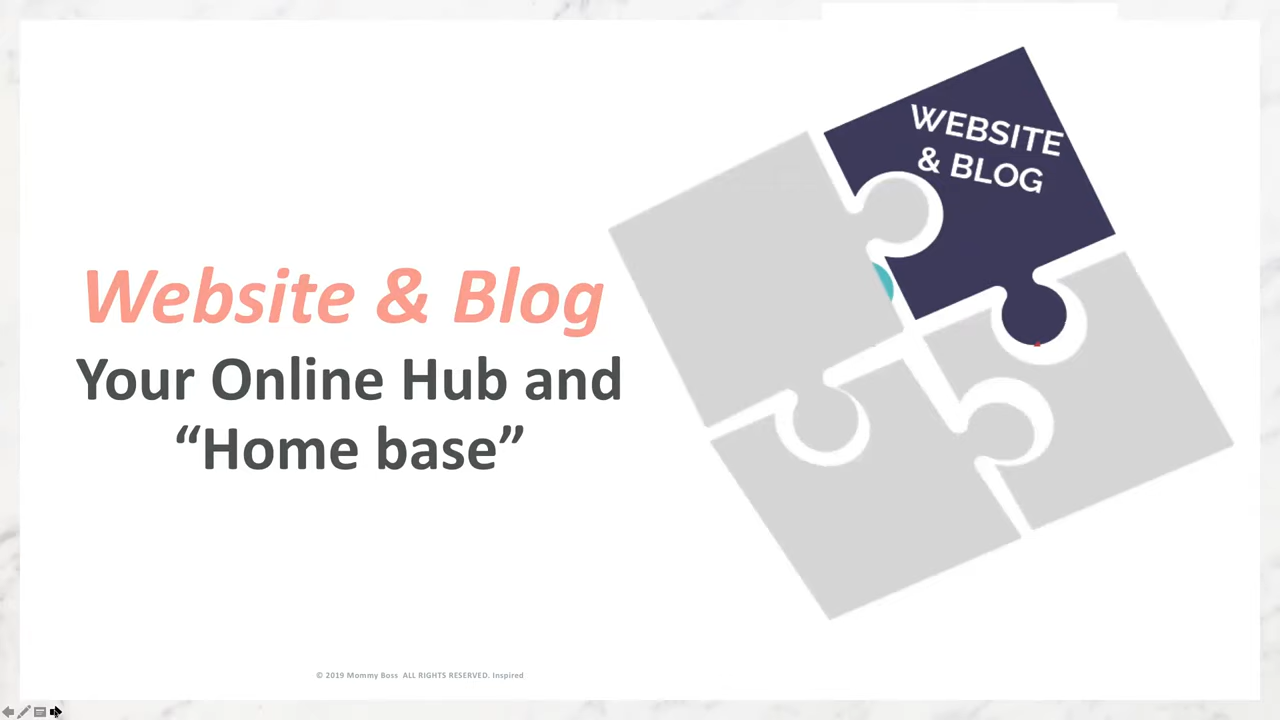 WEBSITE
& BLOG
Website & Blog
Your Online Hub and
“Home base”
© 2019 Mommy Boss ALL RIGHTS RESERVED. Inspired